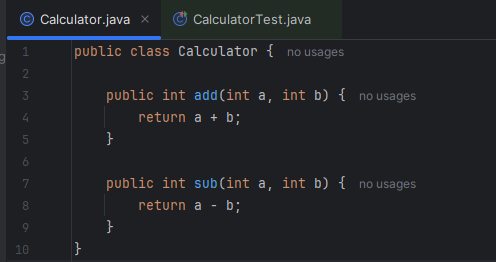 Calculator.java × CalculatorTest.java
1 public class Calculator { no usages
2
3 public int add(int a, int b) { no usages
4 return a + b;
5 }
6
7 public int sub(int a, int b) { no usages
8 return a - b;
9 }
10 }